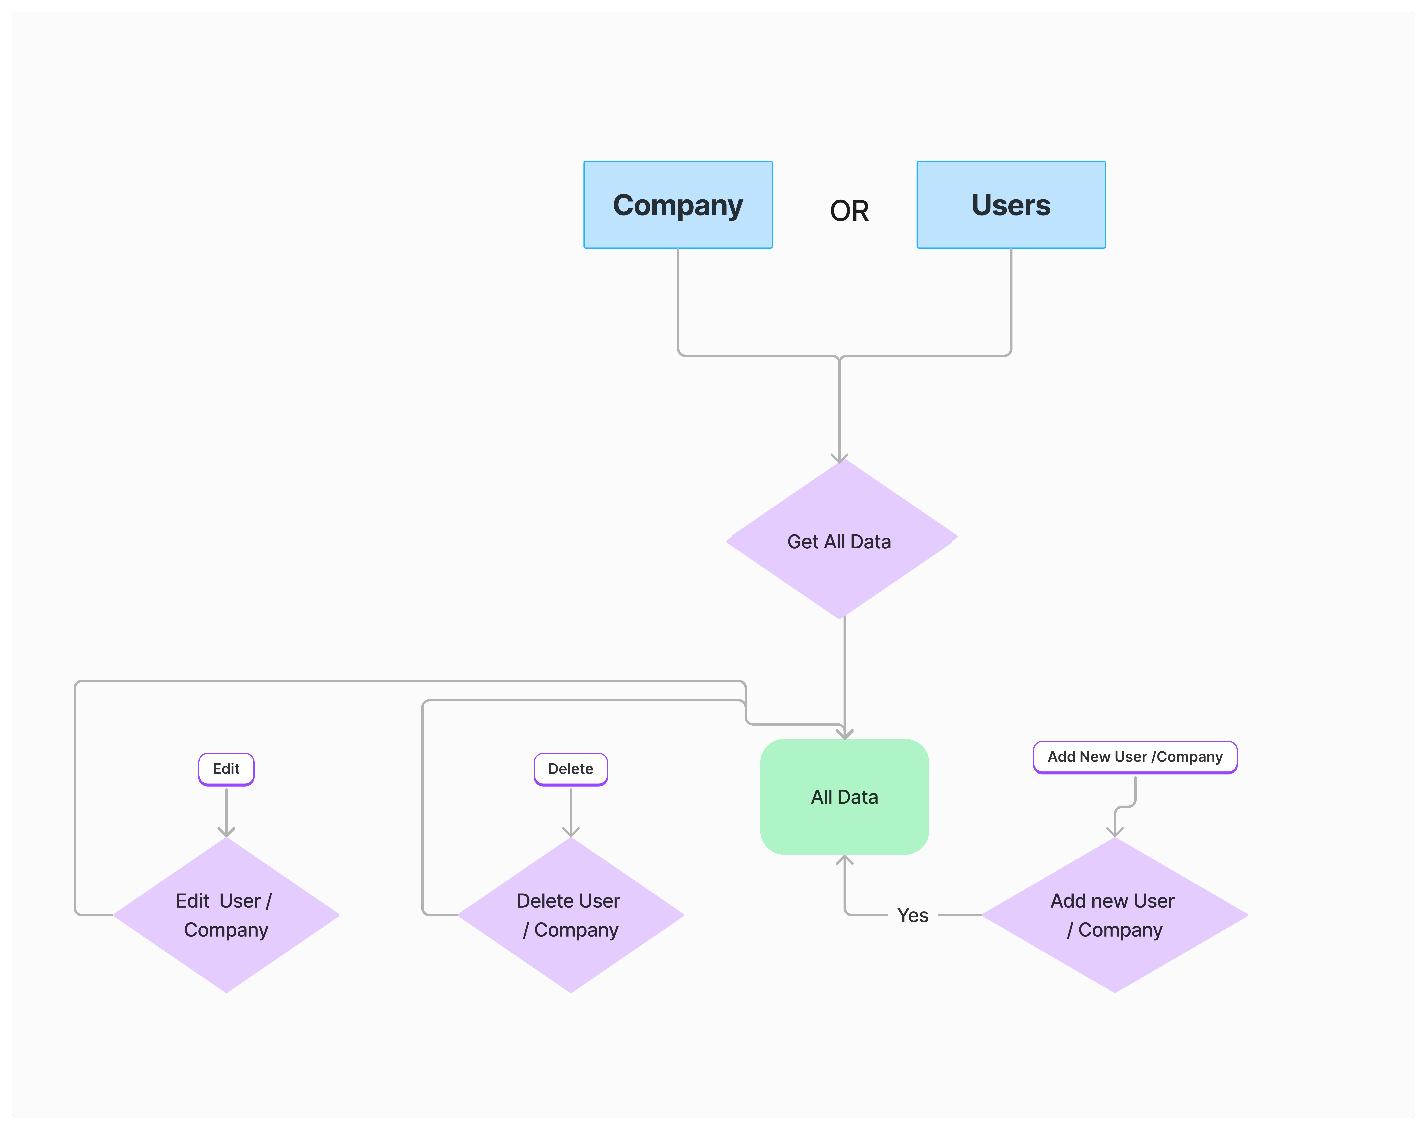 Company
OR
Users
Get All Data
Edit
Delete
All Data
Add New User /Company
Edit User /
Company
Delete User
/ Company
Yes
Add new User
/ Company